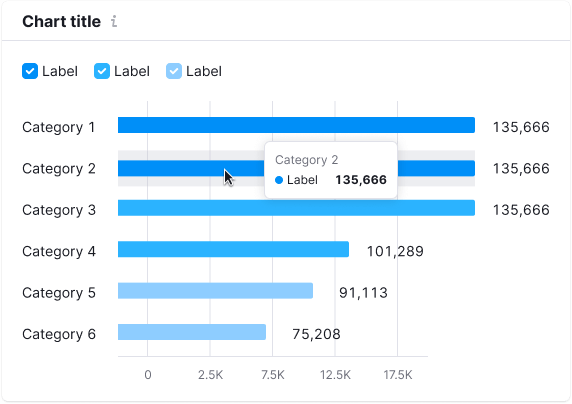 Chart title i
Label Label Label
Category 1 135,666
Category 2 135,666
Category 2
Label 135,666
Category 3 135,666
Category 4 101,289
Category 5 91,113
Category 6 75,208
0 2.5K 7.5K 12.5K 17.5K